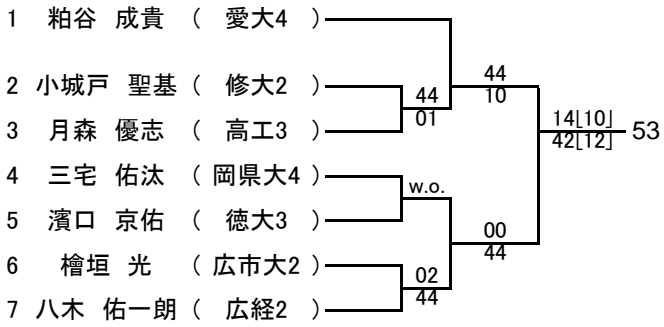 1 粕谷 成貴 ( 愛大4 )
2 小城戸 聖基 ( 修大2 )
44
01
3 月森 優志 ( 高工3 )
44
10
4 三宅 佑汰 ( 岡県大4 )
w.o.
5 濱口 京佑 ( 徳大3 )
14[10]
42[12]
53
6 檜垣 光 ( 広市大2 )
02
44
00
44
7 八木 佑一朗 ( 広経2 )